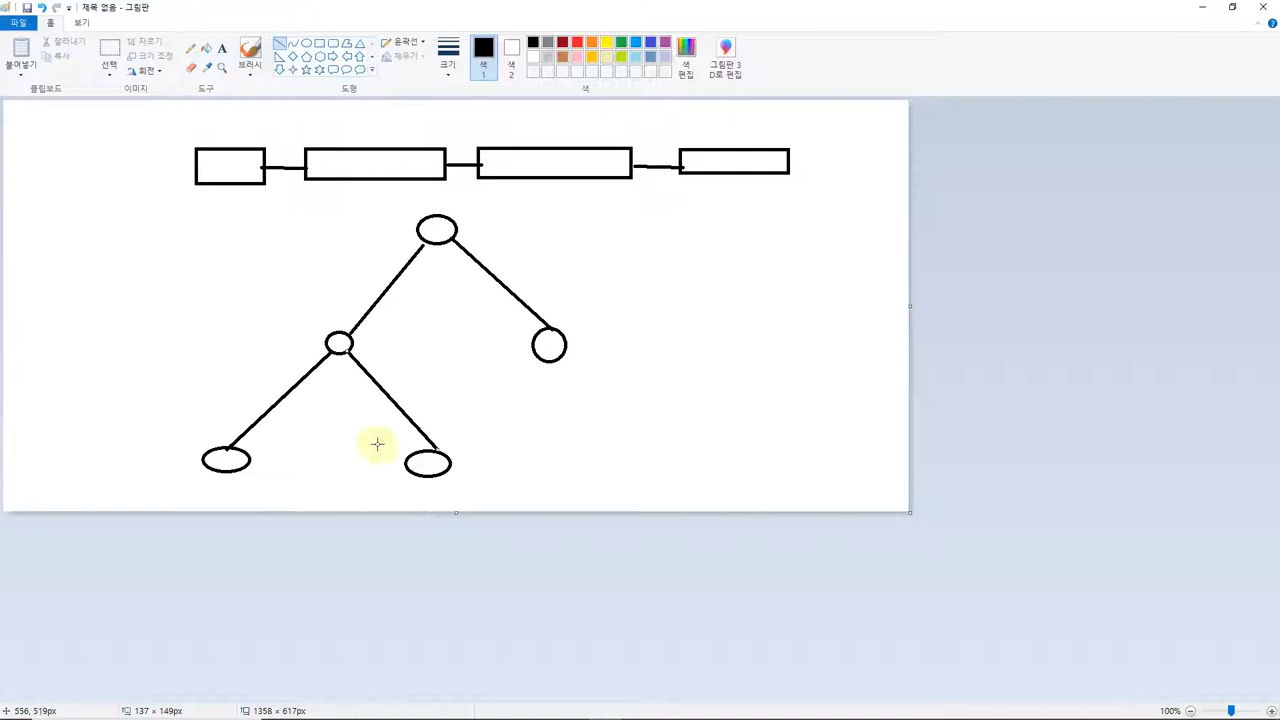 제목 없음 - 그림판
파일 홈 보기
붙여넣기
잘라내기
복사
클립보드
선택
자르기
크기 조정
회전
이미지
A
브러시
도구
윤곽선
채우기
도형
크기
색
1
색
2
색
편집
그림판 3
D로 편집
색
556, 519px 137 × 149px 1358 × 617px 100%